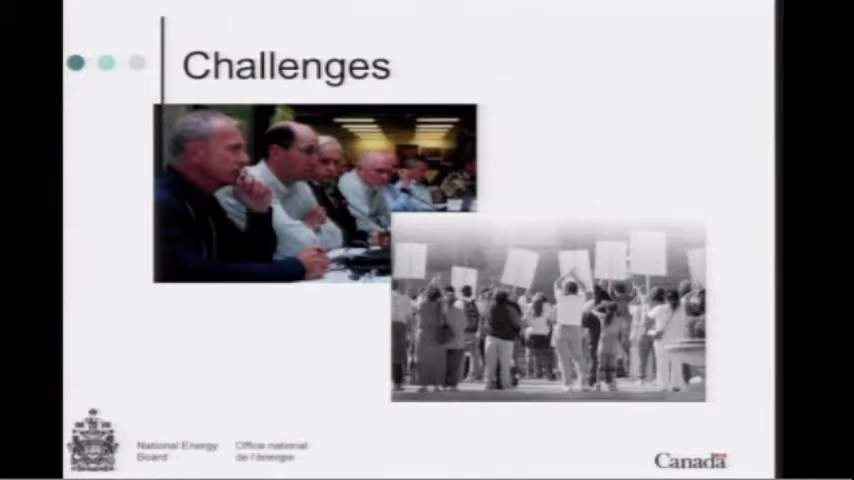 Challenges
National Energy Office national
Board de l'énergie
Canada